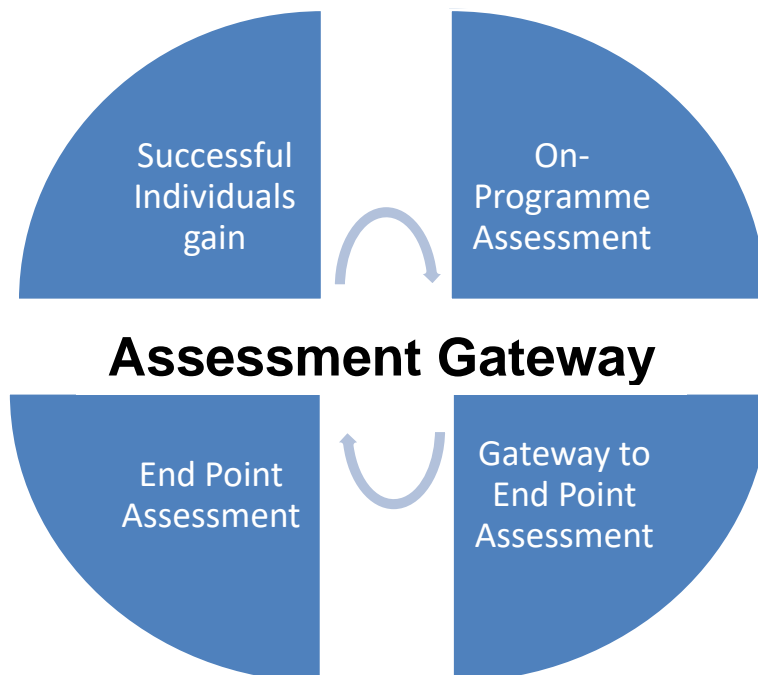 Successful
Individuals
gain
On-
Programme
Assessment
Assessment Gateway
End Point
Assessment
Gateway to
End Point
Assessment